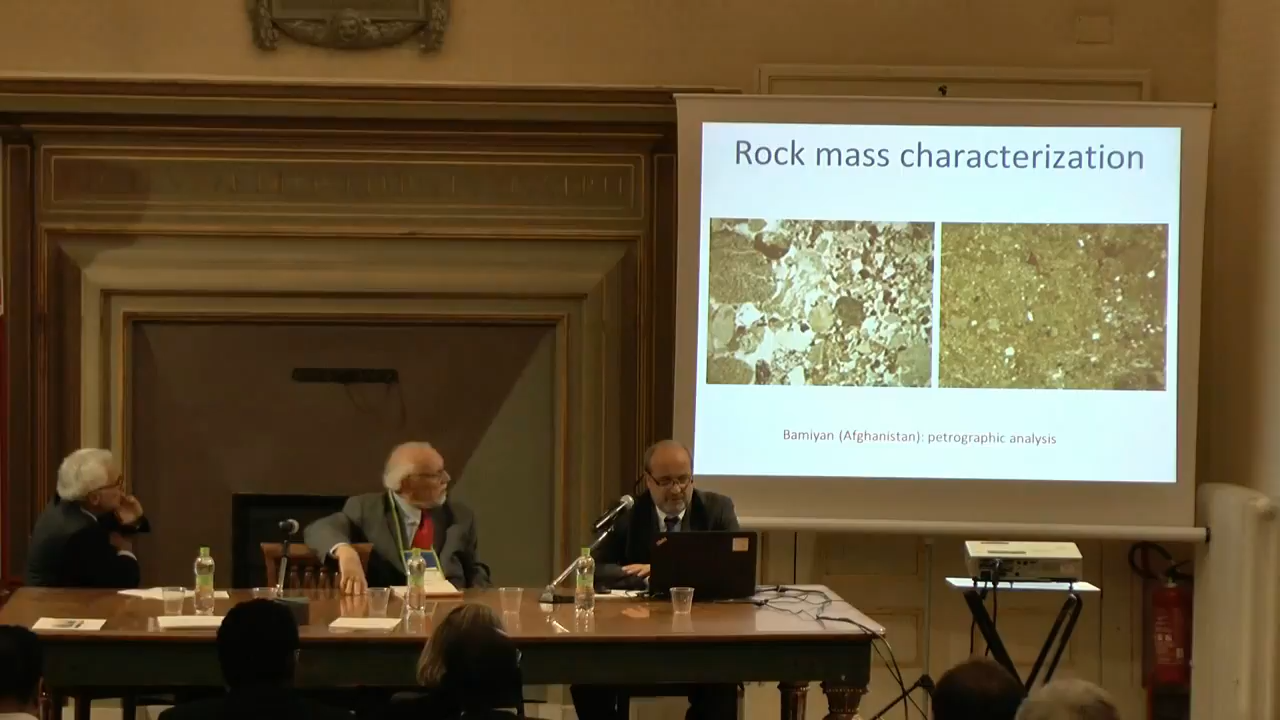 Rock mass characterization
Bamiyan (Afghanistan): petrographic analysis